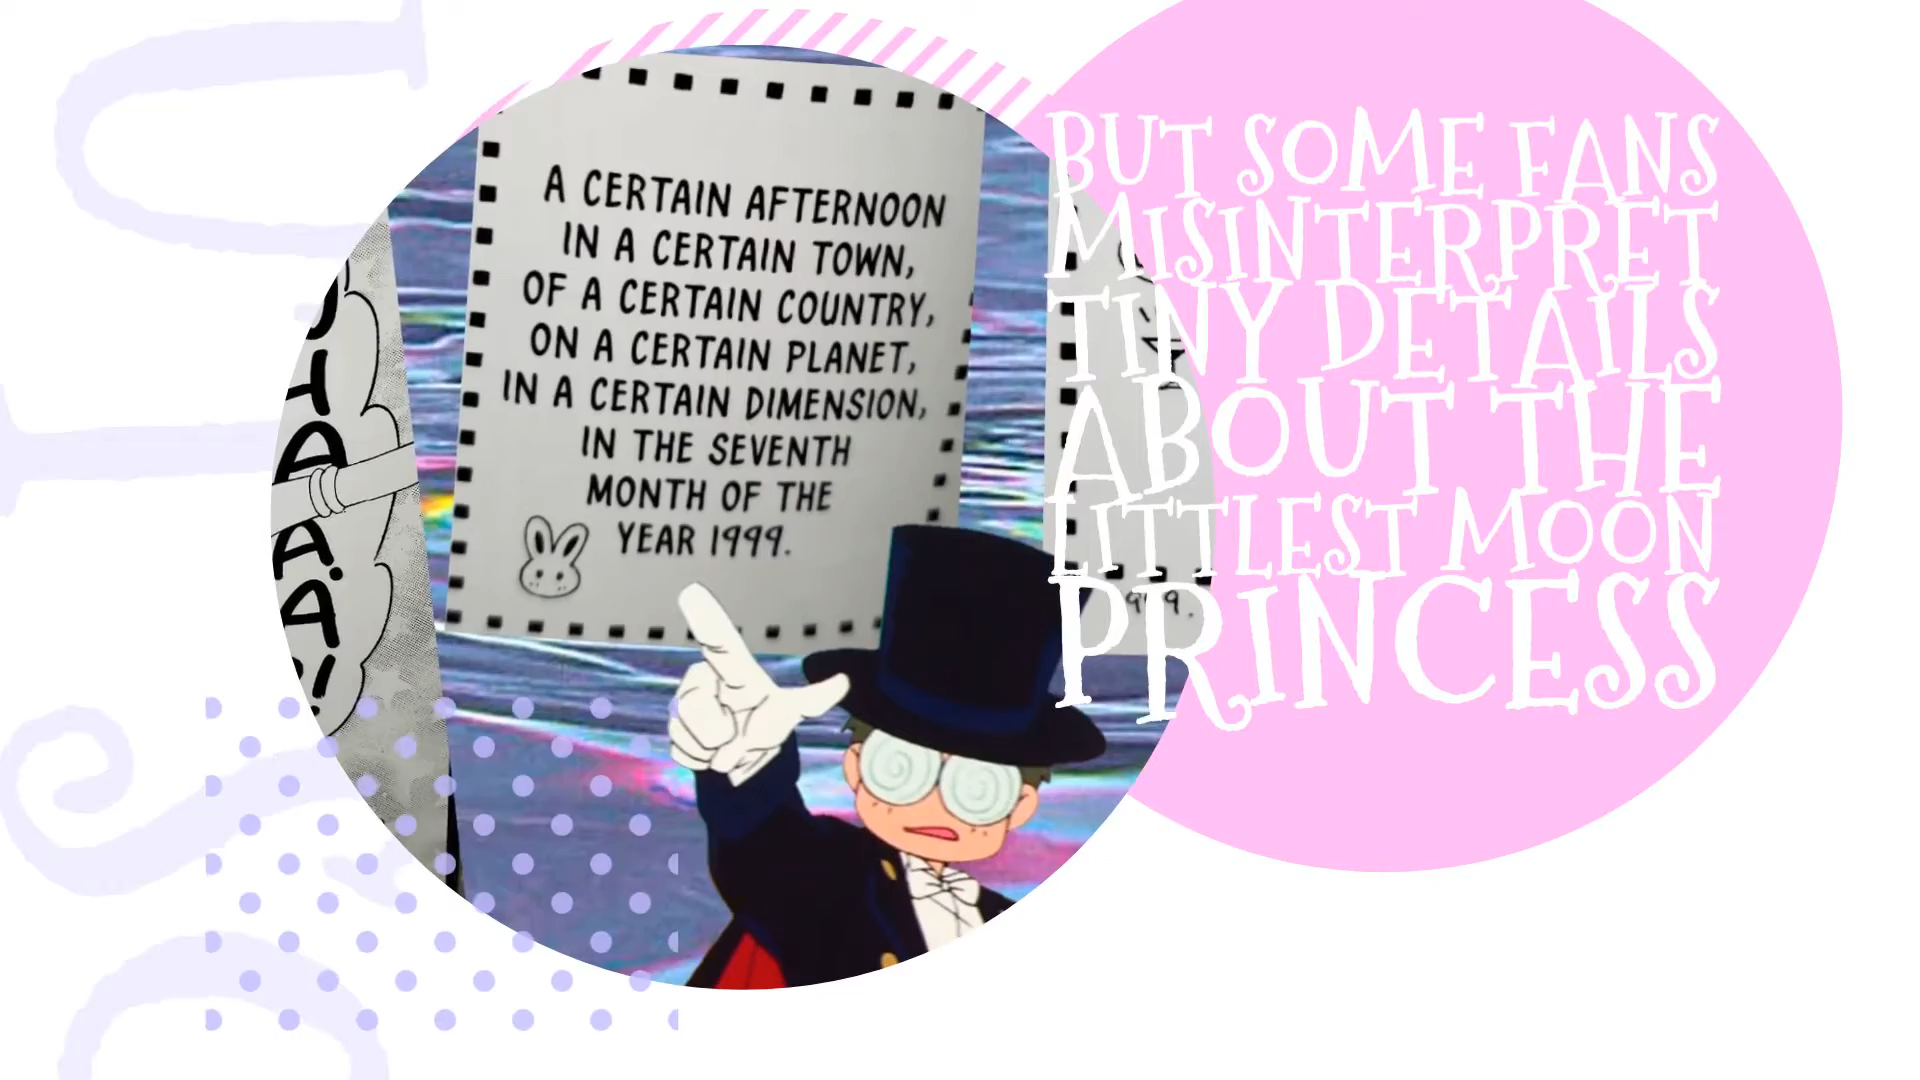 A CERTAIN AFTERNOON
IN A CERTAIN TOWN,
OF A CERTAIN COUNTRY,
ON A CERTAIN PLANET,
IN A CERTAIN DIMENSION,
IN THE SEVENTH
MONTH OF THE
YEAR 1999.
BUT SOME FANS
MISINTERPRET
TINY DETAILS
ABOUT THE
LITTLEST MOON
PRINCESS